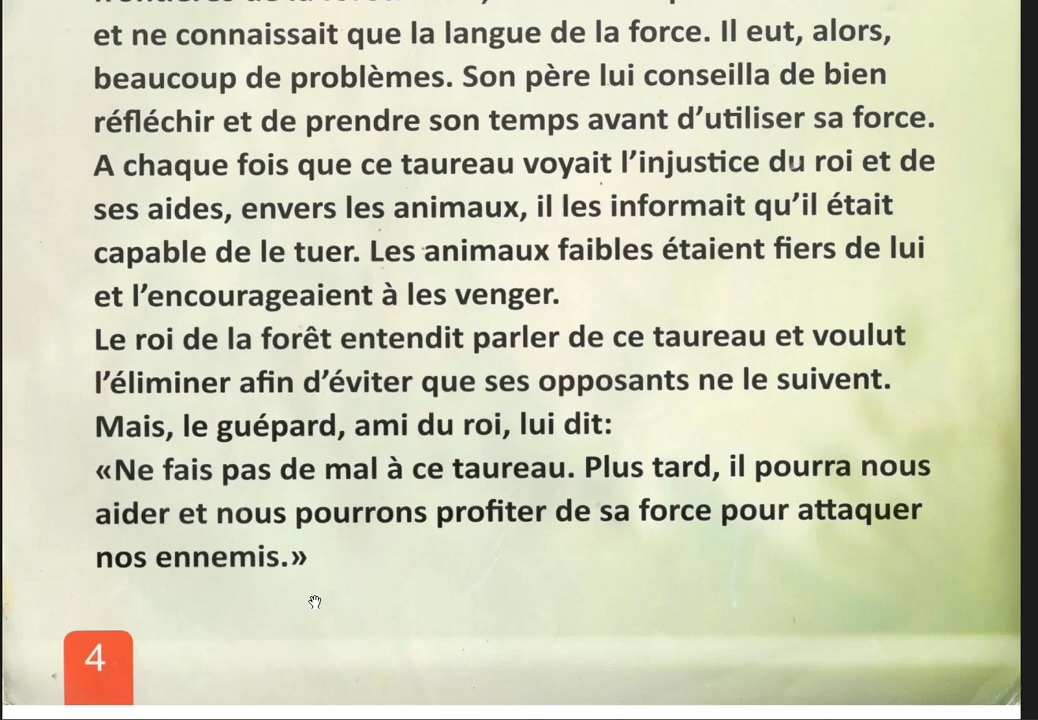 et ne connaissait que la langue de la force. Il eut, alors,
beaucoup de problèmes. Son père lui conseilla de bien
réfléchir et de prendre son temps avant d’utiliser sa force.
A chaque fois que ce taureau voyait l’injustice du roi et de
ses aides, envers les animaux, il les informait qu’il était
capable de le tuer. Les animaux faibles étaient fiers de lui
et l’encourageaient à les venger.
Le roi de la forêt entendit parler de ce taureau et voulut
l’éliminer afin d’éviter que ses opposants ne le suivent.
Mais, le guépard, ami du roi, lui dit:
«Ne fais pas de mal à ce taureau. Plus tard, il pourra nous
aider et nous pourrons profiter de sa force pour attaquer
nos ennemis.»
4